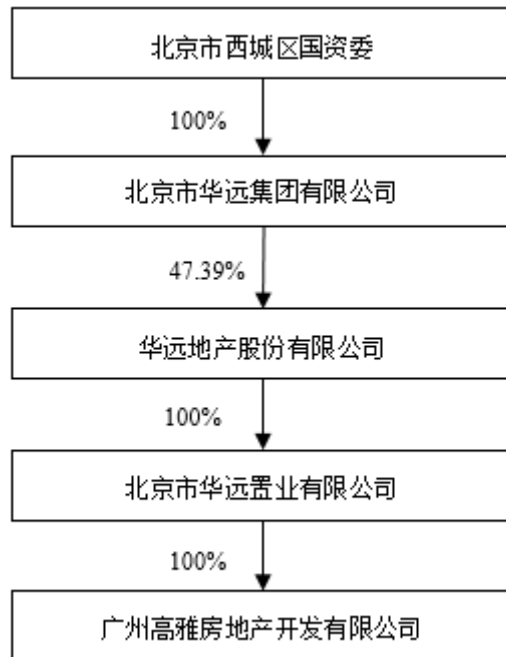 北京市西城区国资委
100%
北京市华远集团有限公司
47.39%
华远地产股份有限公司
100%
北京市华远置业有限公司
100%
广州高雅房地产开发有限公司